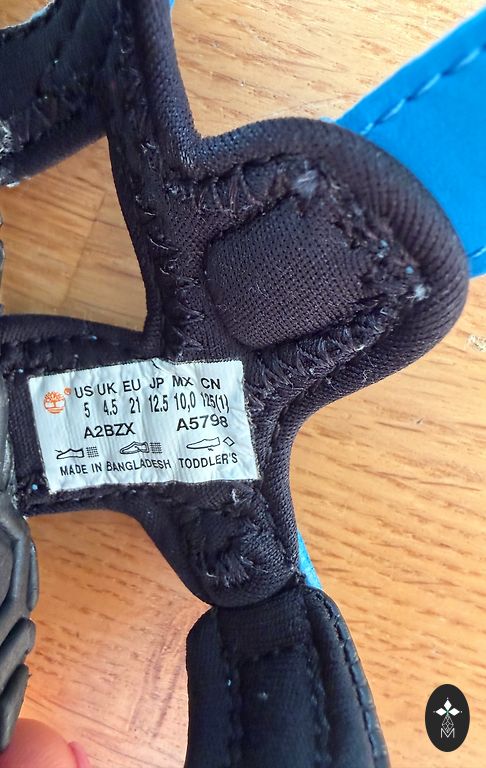 US UK EU JP MX CN
5 4.5 21 12.5 10,0 125(1)
A2BZX A5798
MADE IN BANGLADESH TODDLER'S
M